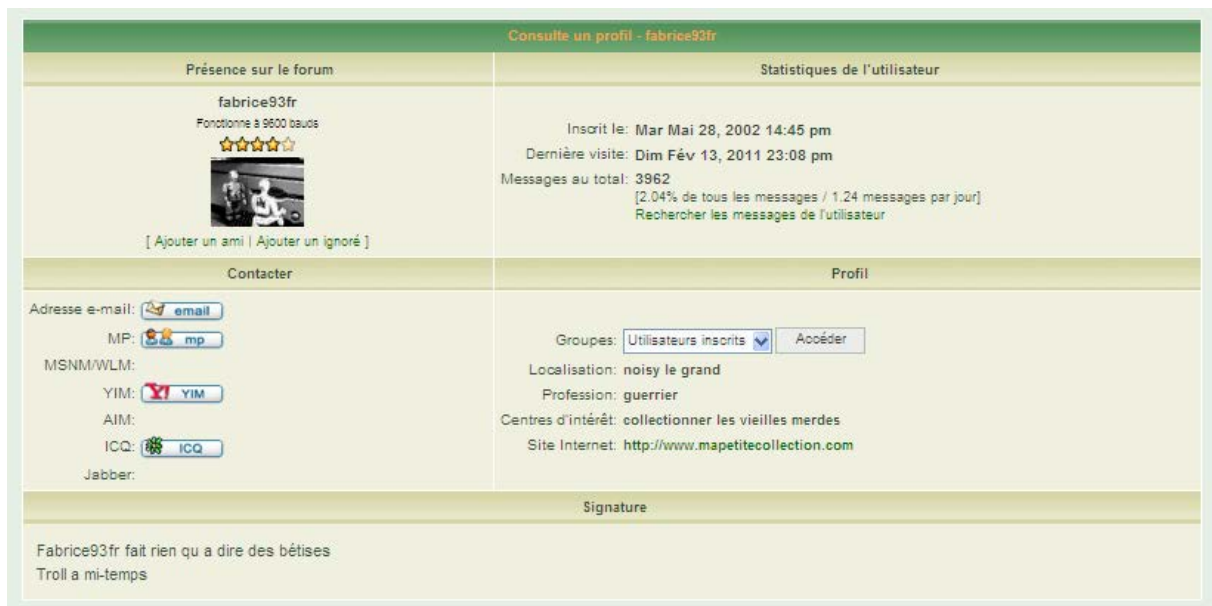 Consulte un profil - fabrice93fr
Présence sur le forum
Statistiques de l'utilisateur
fabrice93fr
Fonctionne à 9600 bauds
[ Ajouter un ami | Ajouter un ignoré ]
Inscrit le: Mar Mai 28, 2002 14:45 pm
Dernière visite: Dim Fév 13, 2011 23:08 pm
Messages au total: 3962
[2.04% de tous les messages / 1.24 messages par jour]
Rechercher les messages de l'utilisateur
Contacter
Profil
Adresse e-mail: email
MP: mp
MSNM/WLM:
YIM: Y! YIM
AIM:
ICQ: ICQ
Jabber:
Groupes: Utilisateurs inscrits Accéder
Localisation: noisy le grand
Profession: guerrier
Centres d'intérêt: collectionner les vieilles merdes
Site Internet: http://www.mapetitecollection.com
Signature
Fabrice93fr fait rien qu a dire des bétises
Troll a mi-temps